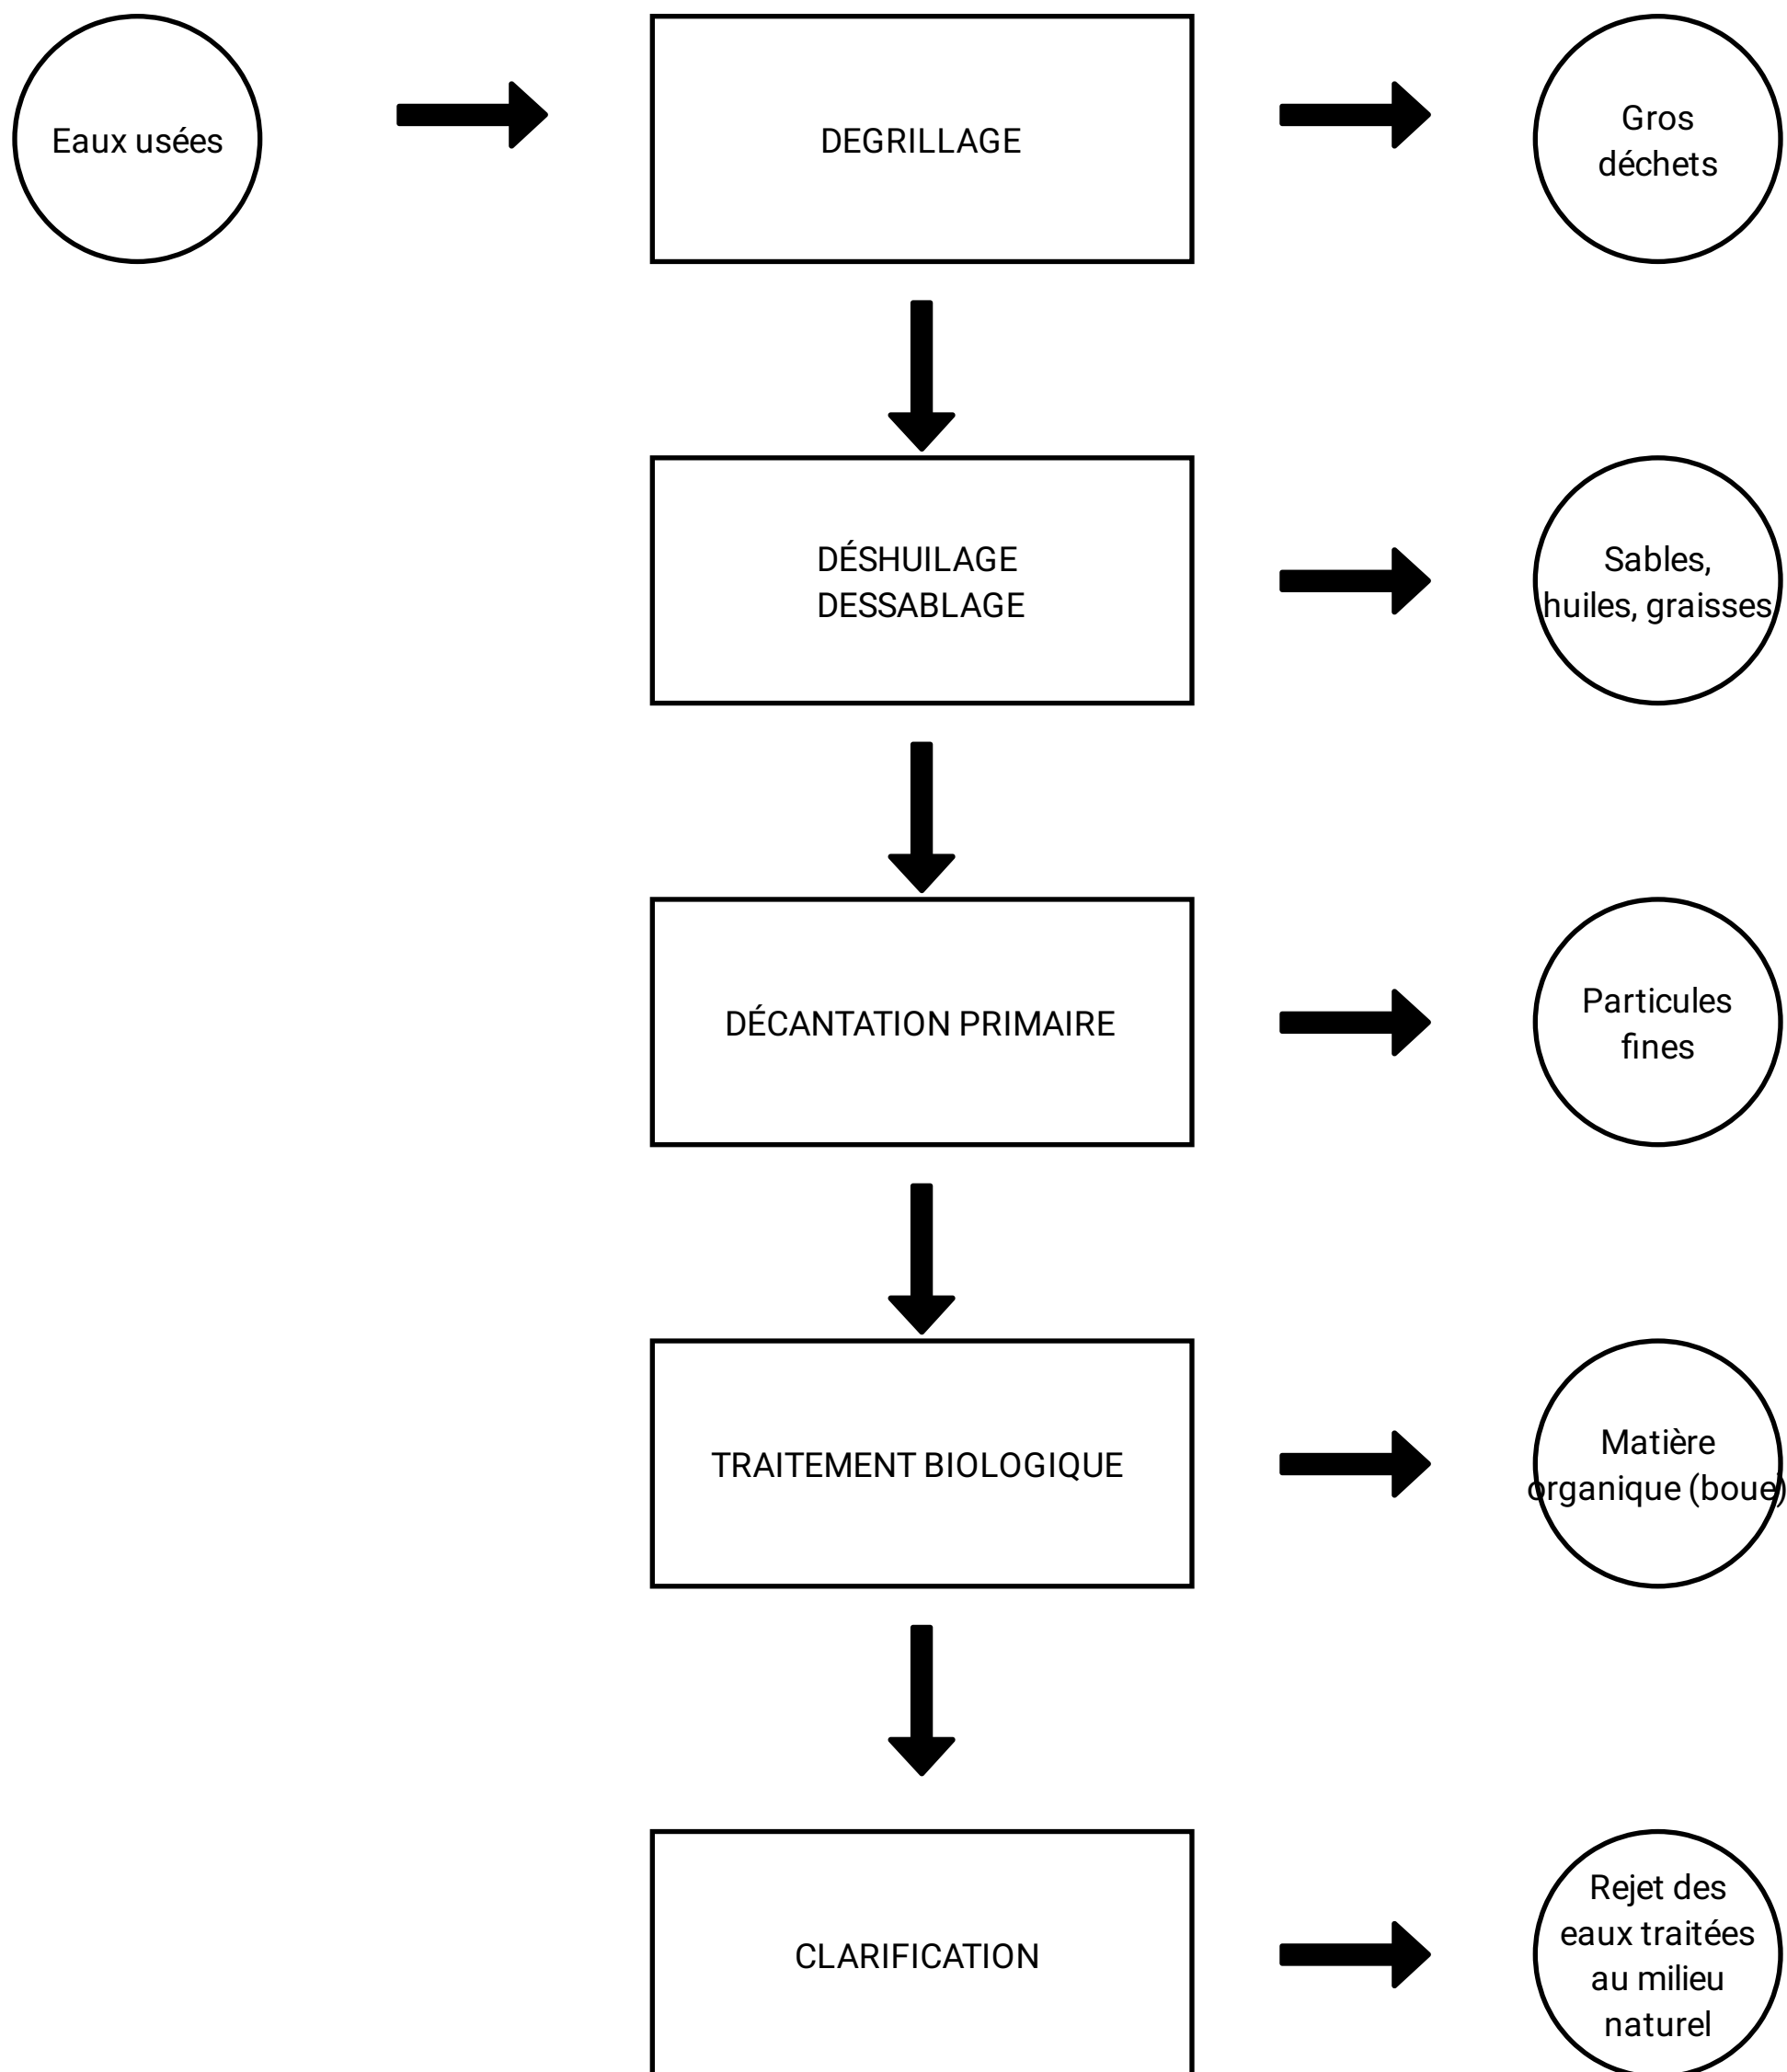 Eaux usées
DEGRILLAGE
Gros
déchets
DÉSHUILAGE
DESSABLAGE
Sables,
huiles, graisses
DÉCANTATION PRIMAIRE
Particules
fines
TRAITEMENT BIOLOGIQUE
Matière
organique (boue)
CLARIFICATION
Rejet des
eaux traitées
au milieu
naturel